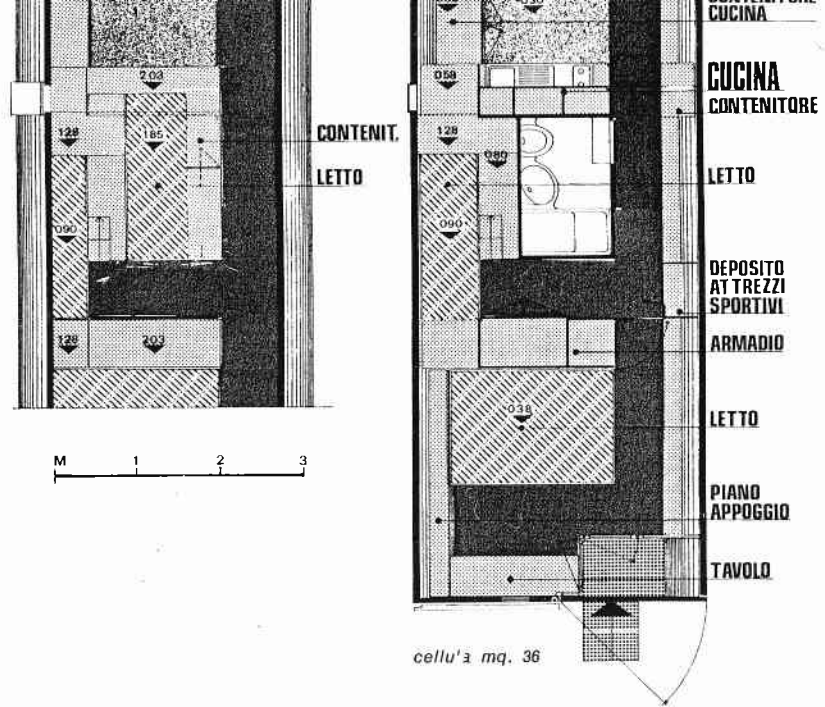 CUCINA
203
CONTENIT.
128
185
LETTO
090
128
203
M 1 2 3
058
CUCINA
CONTENITORE
128
080
LETTO
090
DEPOSITO
ATTREZZI
SPORTIVI
ARMADIO
038
LETTO
PIANO
APPOGGIO
TAVOLO
cellu'a mq. 36